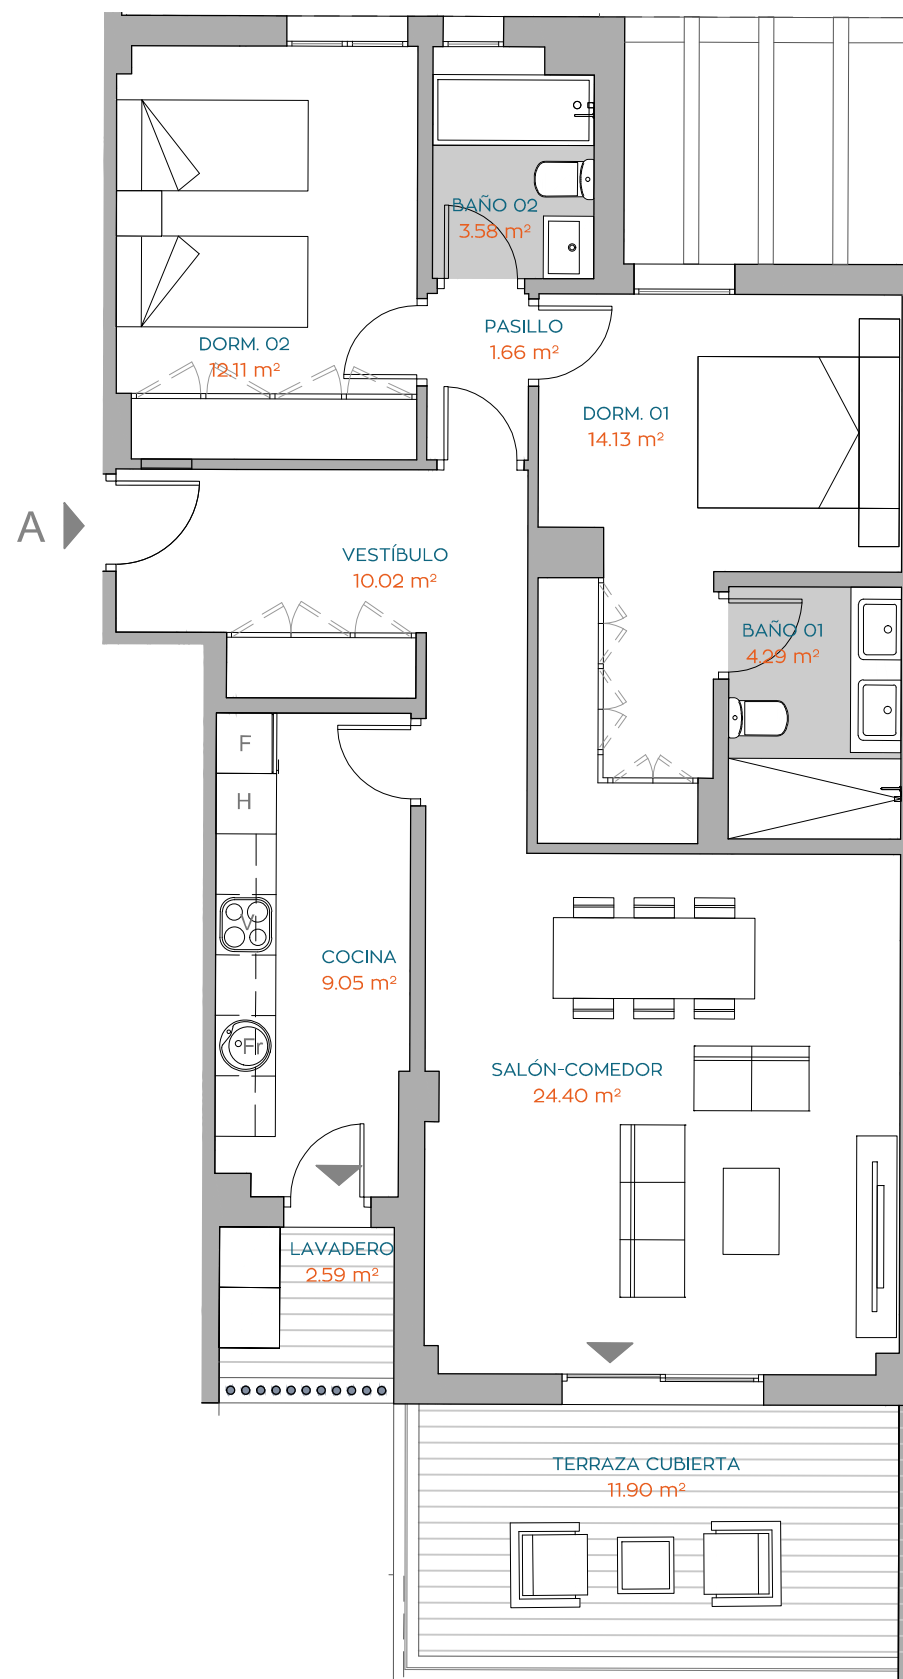 BAÑO 02
3.58 m²
PASILLO
1.66 m²
DORM. 02
12.11 m²
DORM. 01
14.13 m²
A
VESTÍBULO
10.02 m²
BAÑO 01
4.29 m²
F
H
V
COCINA
9.05 m²
Fr
SALÓN-COMEDOR
24.40 m²
LAVADERO
2.59 m²
TERRAZA CUBIERTA
11.90 m²